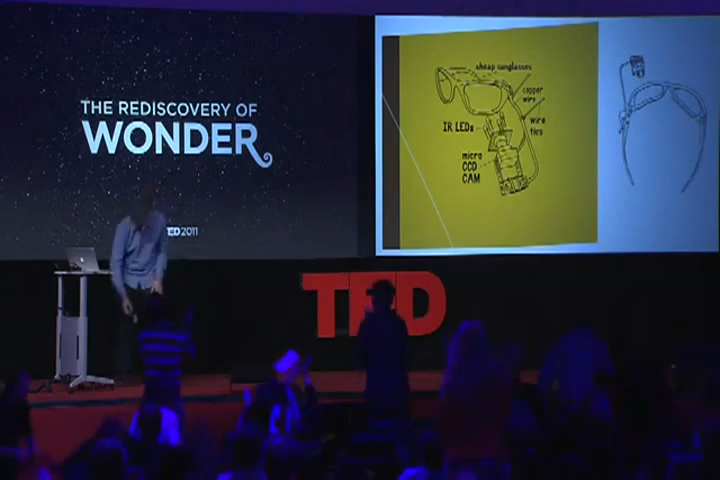 THE REDISCOVERY OF
WONDER
TED2011
cheap sunglasses
copper
wire
IR LEDs
wire
ties
micro
CCD
CAM
TED